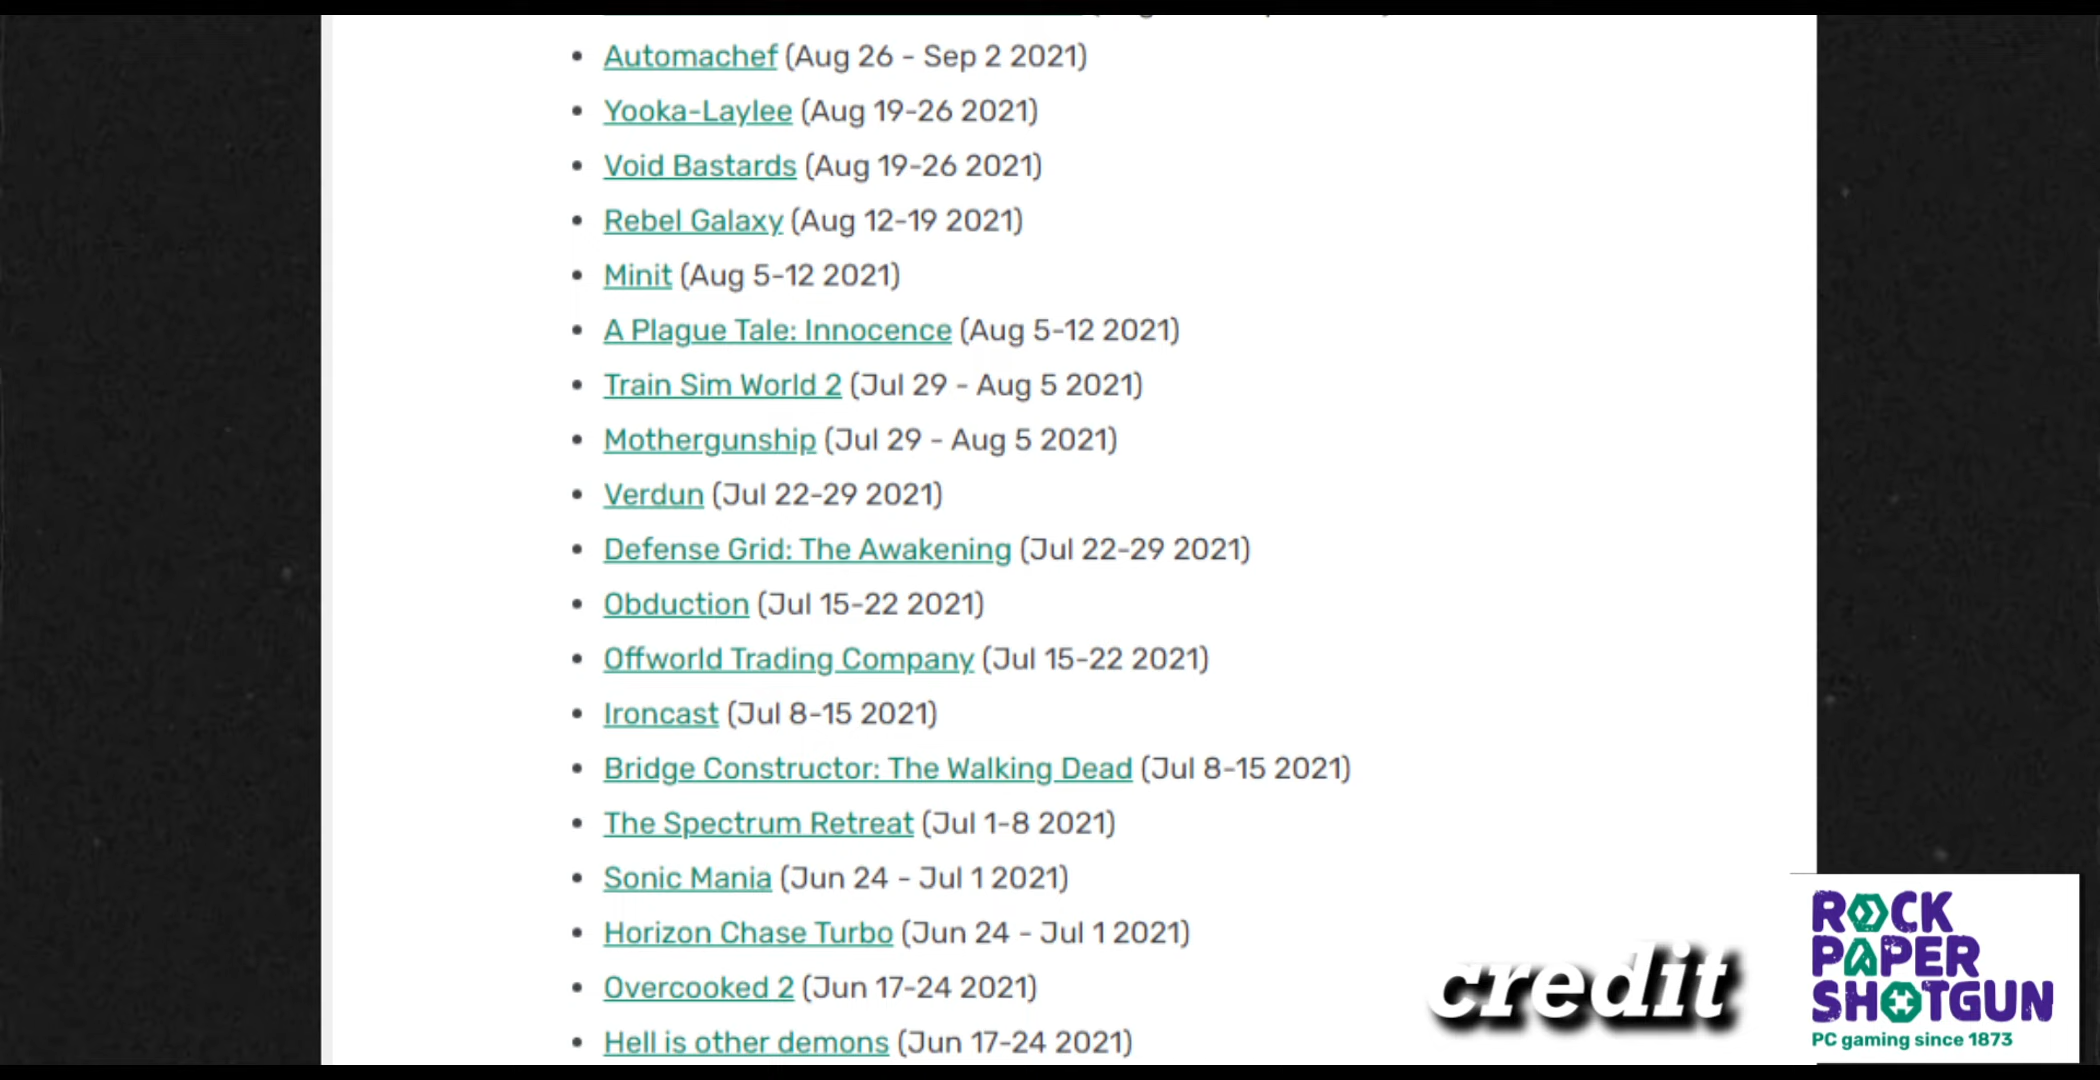 Automachef (Aug 26 - Sep 2 2021)
Yooka-Laylee (Aug 19-26 2021)
Void Bastards (Aug 19-26 2021)
Rebel Galaxy (Aug 12-19 2021)
Minit (Aug 5-12 2021)
A Plague Tale: Innocence (Aug 5-12 2021)
Train Sim World 2 (Jul 29 - Aug 5 2021)
Mothergunship (Jul 29 - Aug 5 2021)
Verdun (Jul 22-29 2021)
Defense Grid: The Awakening (Jul 22-29 2021)
Obduction (Jul 15-22 2021)
Offworld Trading Company (Jul 15-22 2021)
Ironcast (Jul 8-15 2021)
Bridge Constructor: The Walking Dead (Jul 8-15 2021)
The Spectrum Retreat (Jul 1-8 2021)
Sonic Mania (Jun 24 - Jul 1 2021)
Horizon Chase Turbo (Jun 24 - Jul 1 2021)
Overcooked 2 (Jun 17-24 2021)
Hell is other demons (Jun 17-24 2021)
credit
ROCK
PAPER
SHOTGUN
PC gaming since 1873